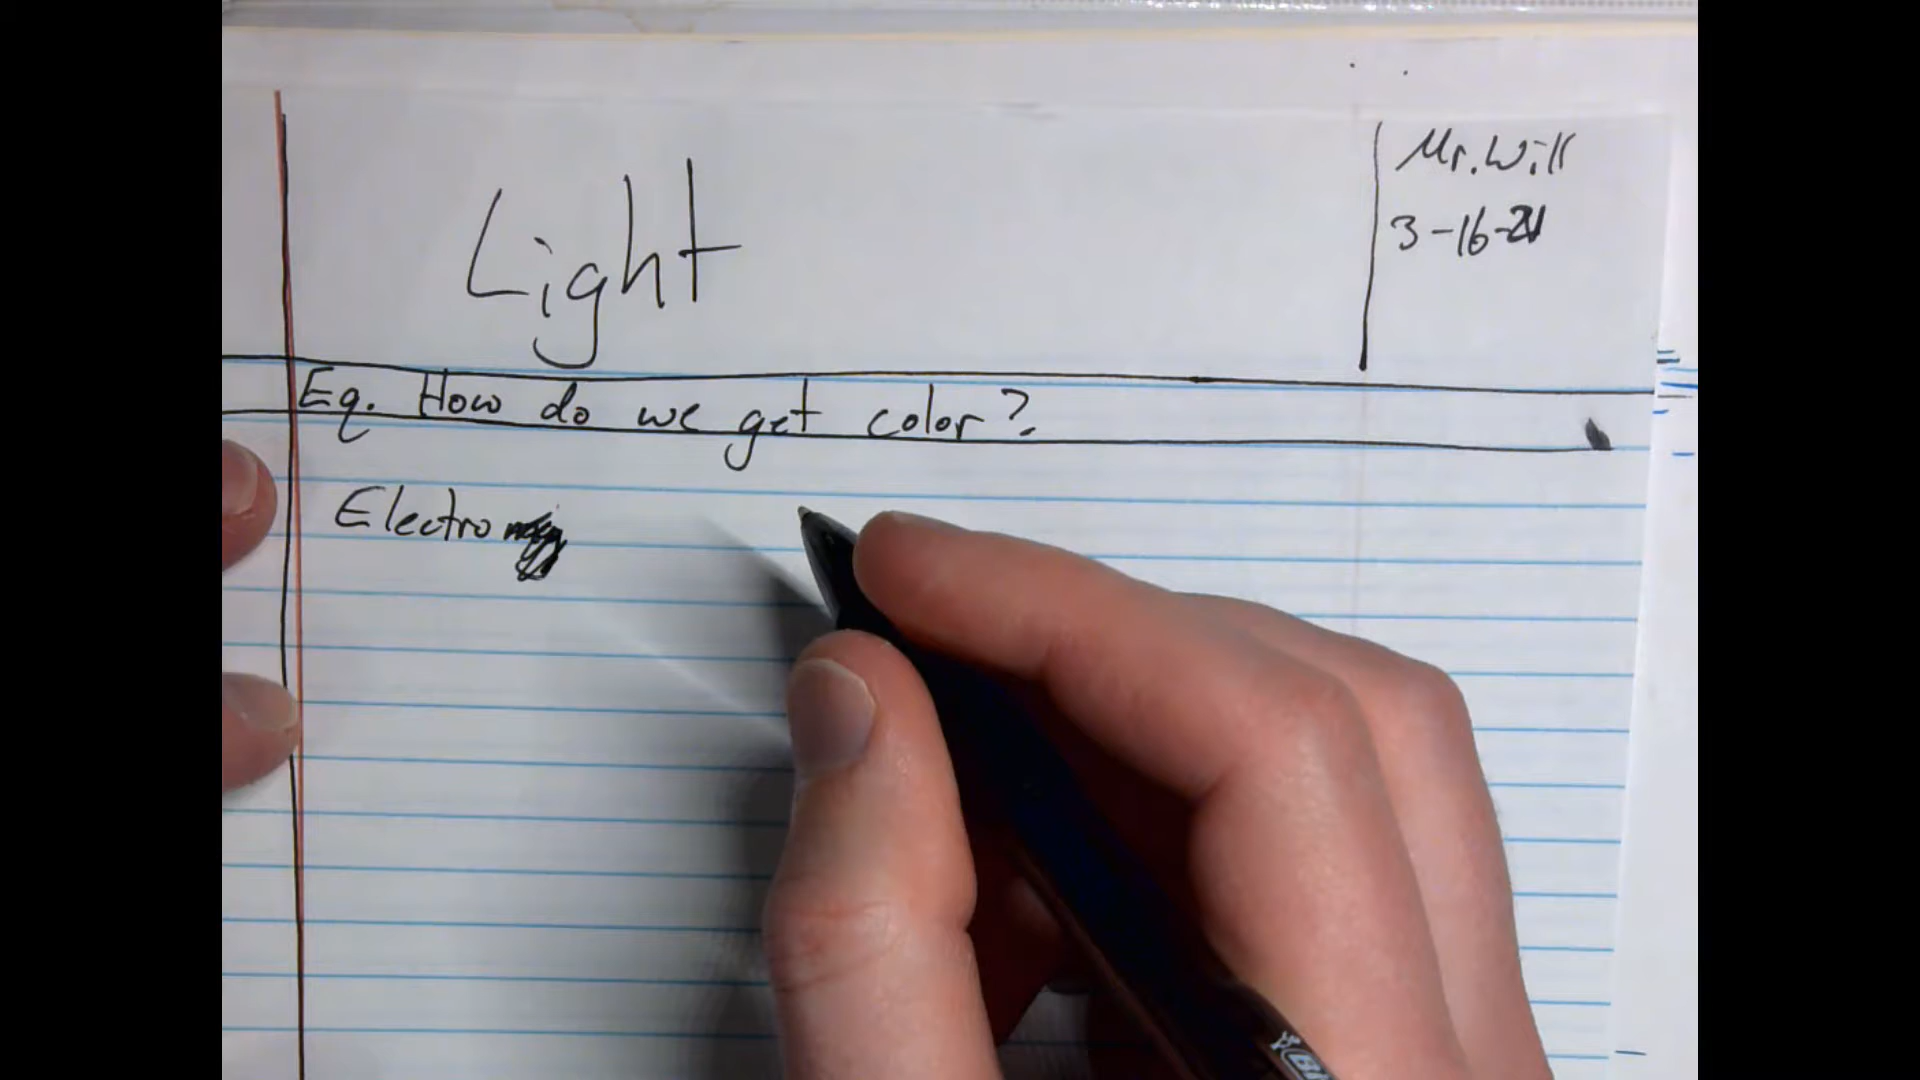 Mr. Will
3-16-21
Light
Eq. How do we get color?
Electro